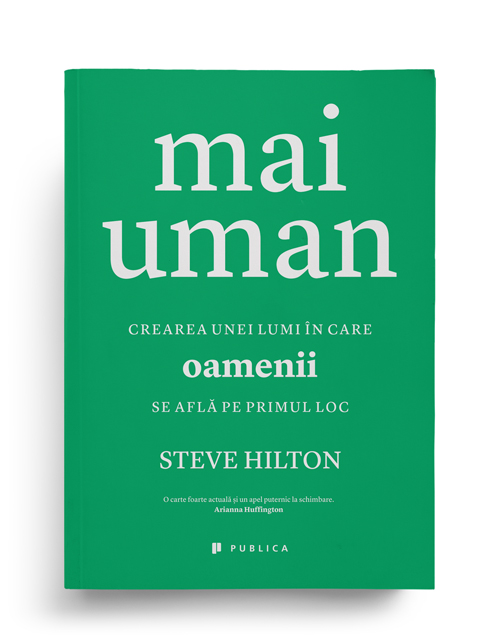 mai
uman
CREAREA UNEI LUMI ÎN CARE
oamenii
SE AFLĂ PE PRIMUL LOC
STEVE HILTON
O carte foarte actuală și un apel puternic la schimbare.
Arianna Huffington
PUBLICA